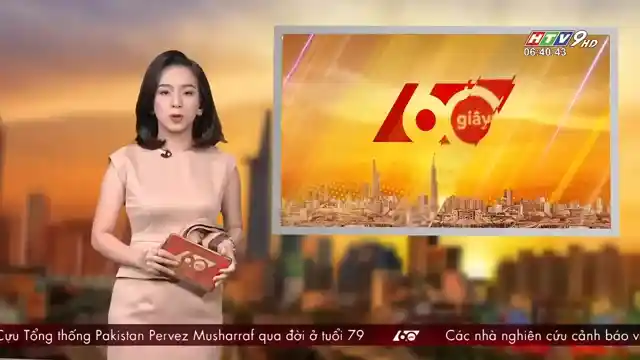 HTV9 HD
06:40:43
60 giây
60
Cựu Tổng thống Pakistan Pervez Musharraf qua đời ở tuổi 79 60 Các nhà nghiên cứu cảnh báo v